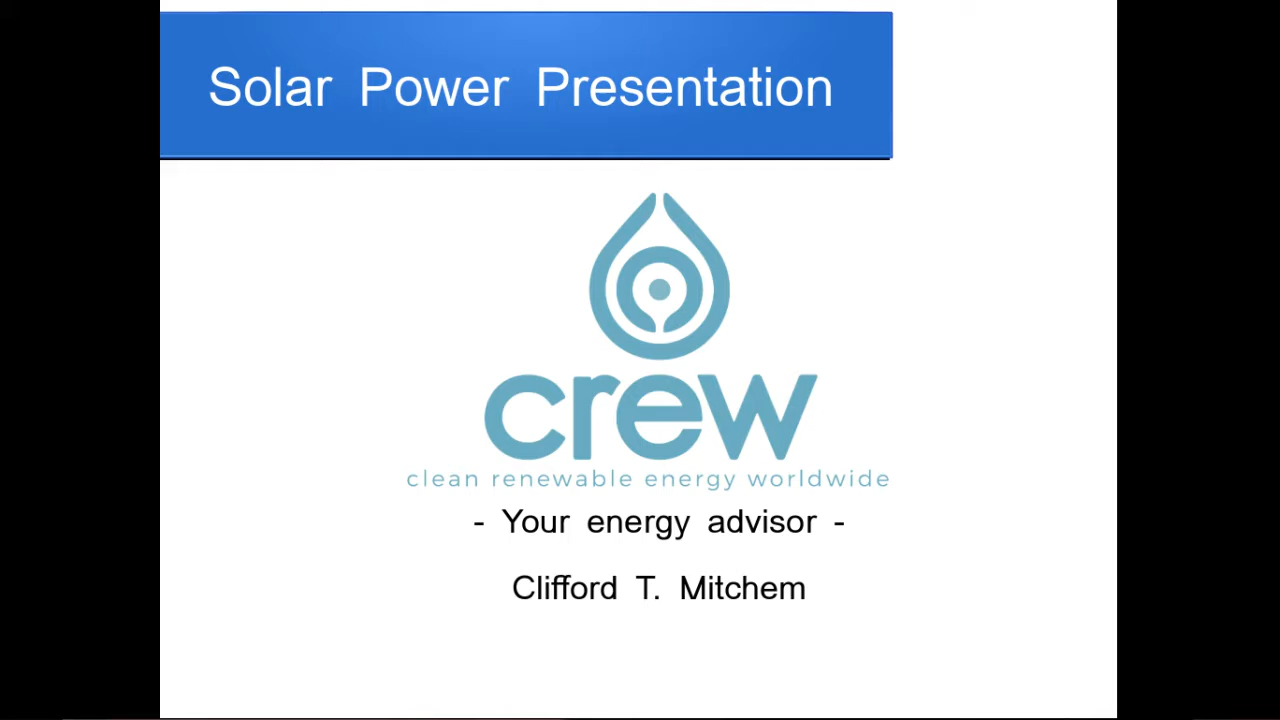 Solar Power Presentation
crew
clean renewable energy worldwide
- Your energy advisor -
Clifford T. Mitchem